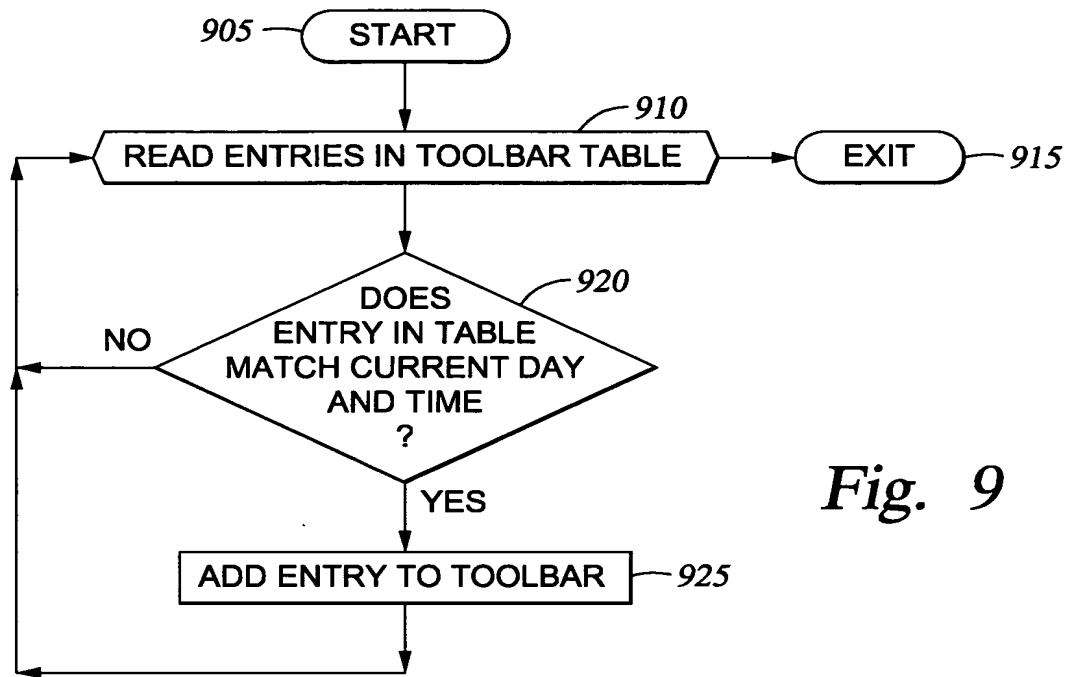 905
START
910
READ ENTRIES IN TOOLBAR TABLE
EXIT
915
920
DOES
ENTRY IN TABLE
MATCH CURRENT DAY
AND TIME
?
NO
YES
ADD ENTRY TO TOOLBAR
925
Fig. 9